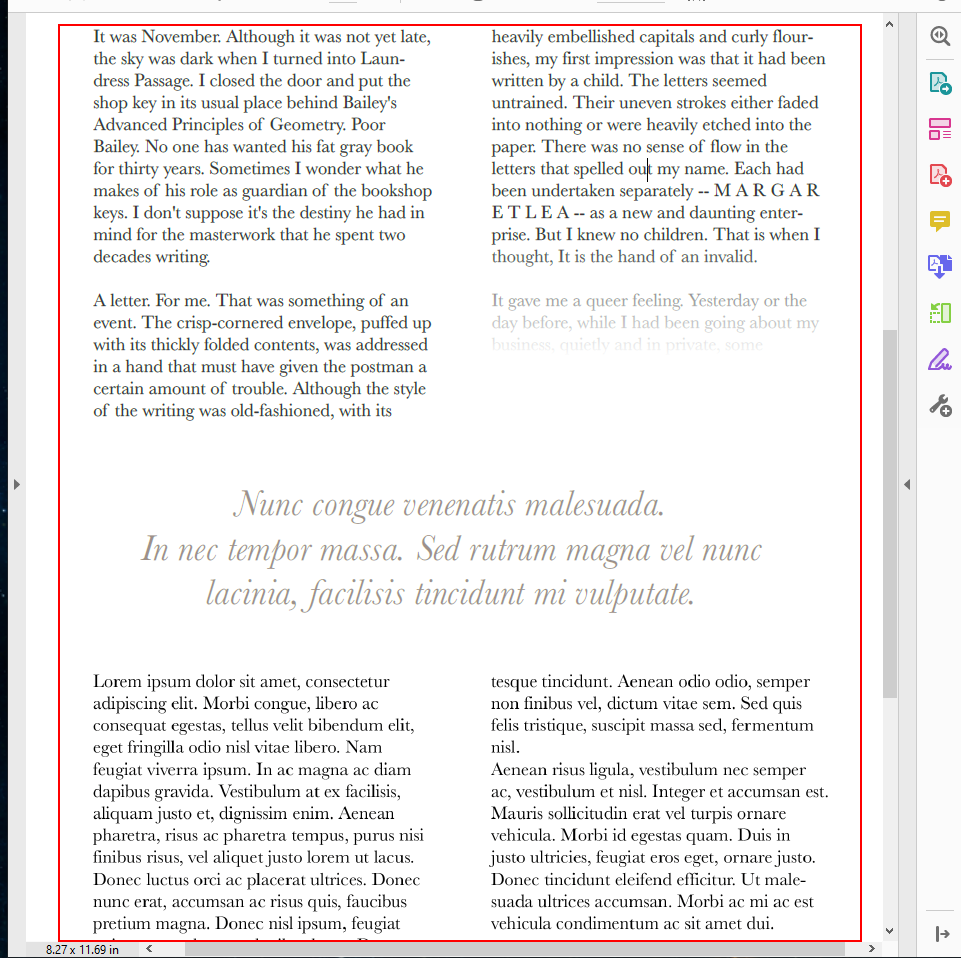 It was November. Although it was not yet late,
the sky was dark when I turned into Laun-
dress Passage. I closed the door and put the
shop key in its usual place behind Bailey's
Advanced Principles of Geometry. Poor
Bailey. No one has wanted his fat gray book
for thirty years. Sometimes I wonder what he
makes of his role as guardian of the bookshop
keys. I don't suppose it's the destiny he had in
mind for the masterwork that he spent two
decades writing.
A letter. For me. That was something of an
event. The crisp-cornered envelope, puffed up
with its thickly folded contents, was addressed
in a hand that must have given the postman a
certain amount of trouble. Although the style
of the writing was old-fashioned, with its
heavily embellished capitals and curly flour-
ishes, my first impression was that it had been
written by a child. The letters seemed
untrained. Their uneven strokes either faded
into nothing or were heavily etched into the
paper. There was no sense of flow in the
letters that spelled out my name. Each had
been undertaken separately -- M A R G A R
E T L E A -- as a new and daunting enter-
prise. But I knew no children. That is when I
thought, It is the hand of an invalid.
It gave me a queer feeling. Yesterday or the
day before, while I had been going about my
business, quietly and in private, some
Nunc congue venenatis malesuada.
In nec tempor massa. Sed rutrum magna vel nunc
lacinia, facilisis tincidunt mi vulputate.
Lorem ipsum dolor sit amet, consectetur
adipiscing elit. Morbi congue, libero ac
consequat egestas, tellus velit bibendum elit,
eget fringilla odio nisl vitae libero. Nam
feugiat viverra ipsum. In ac magna ac diam
dapibus gravida. Vestibulum at ex facilisis,
aliquam justo et, dignissim enim. Aenean
pharetra, risus ac pharetra tempus, purus nisi
finibus risus, vel aliquet justo lorem ut lacus.
Donec luctus orci ac placerat ultrices. Donec
nunc erat, accumsan ac risus quis, faucibus
pretium magna. Donec nisl ipsum, feugiat
tesque tincidunt. Aenean odio odio, semper
non finibus vel, dictum vitae sem. Sed quis
felis tristique, suscipit massa sed, fermentum
nisl.
Aenean risus ligula, vestibulum nec semper
ac, vestibulum et nisl. Integer et accumsan est.
Mauris sollicitudin erat vel turpis ornare
vehicula. Morbi id egestas quam. Duis in
justo ultricies, feugiat eros eget, ornare justo.
Donec tincidunt eleifend efficitur. Ut male-
suada ultrices accumsan. Morbi ac mi ac est
vehicula condimentum ac sit amet dui.
8.27 x 11.69 in